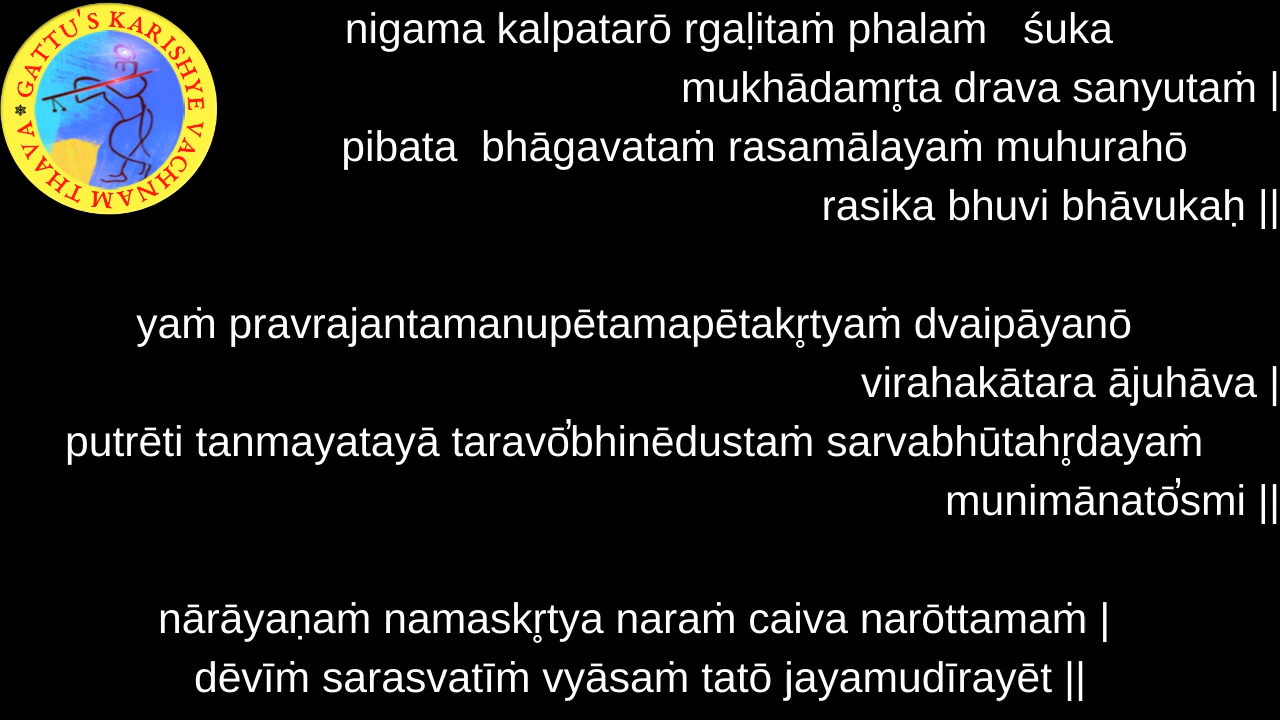 GATTU'S KARISHYE VACHNAM THAVA
nigama kalpatarō rgaḷitaṁ phalaṁ śuka
mukhādamr̥ta drava sanyutaṁ |
pibata bhāgavataṁ rasamālayaṁ muhurahō
rasika bhuvi bhāvukaḥ ||
yaṁ pravrajantamanupētamapētakr̥tyaṁ dvaipāyanō
virahakātara ājuhāva |
putrēti tanmayatayā taravō̕bhinēdustaṁ sarvabhūtahr̥dayaṁ
munimānatō̕smi ||
nārāyaṇaṁ namaskr̥tya naraṁ caiva narōttamaṁ |
dēvīṁ sarasvatīṁ vyāsaṁ tatō jayamudīrayēt ||